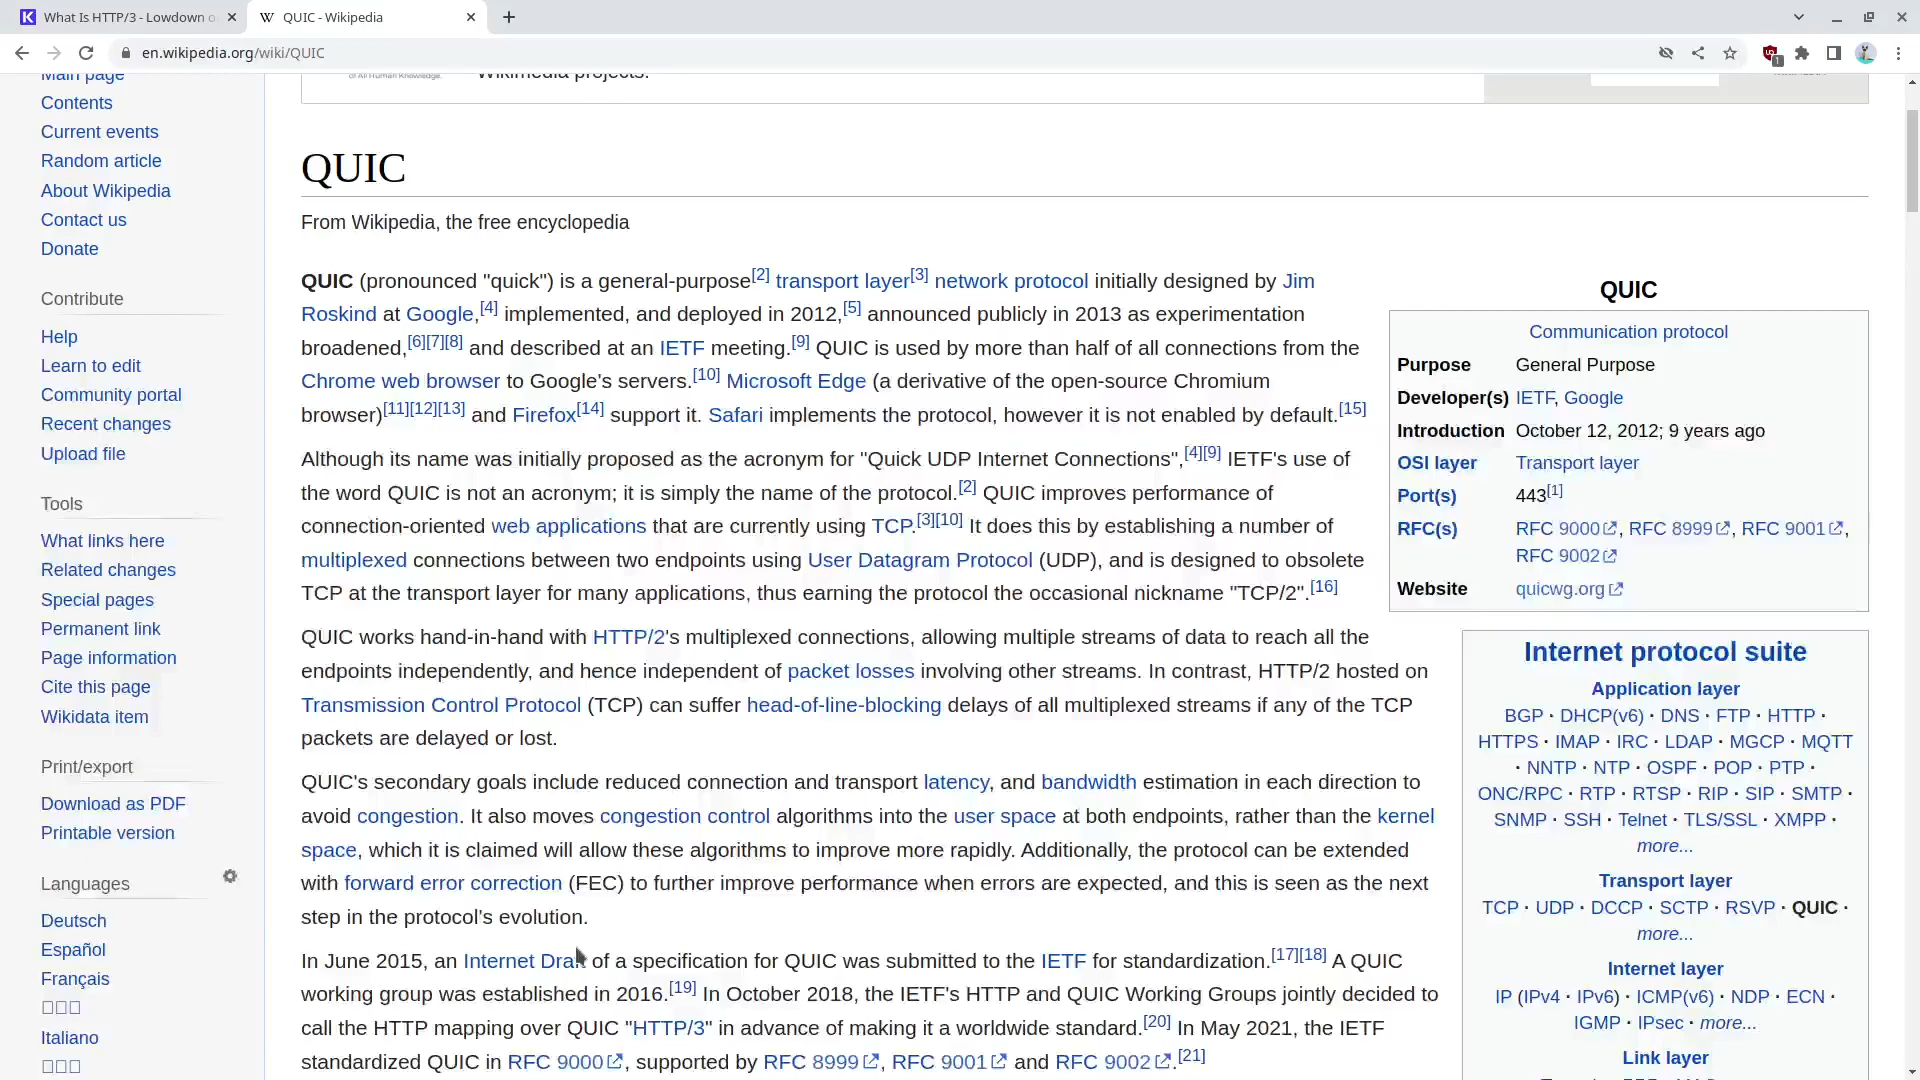 What Is HTTP/3 - Lowdown o
QUIC - Wikipedia
en.wikipedia.org/wiki/QUIC
1
Main page
Contents
Current events
Random article
About Wikipedia
Contact us
Donate
Contribute
Help
Learn to edit
Community portal
Recent changes
Upload file
Tools
What links here
Related changes
Special pages
Permanent link
Page information
Cite this page
Wikidata item
Print/export
Download as PDF
Printable version
Languages
Deutsch
Español
Français
Italiano
of All Human Knowledge.
Wikimedia projects.
QUIC
From Wikipedia, the free encyclopedia
QUIC (pronounced "quick") is a general-purpose[2] transport layer[3] network protocol initially designed by Jim
Roskind at Google,[4] implemented, and deployed in 2012,[5] announced publicly in 2013 as experimentation
broadened,[6][7][8] and described at an IETF meeting.[9] QUIC is used by more than half of all connections from the
Chrome web browser to Google's servers.[10] Microsoft Edge (a derivative of the open-source Chromium
browser)[11][12][13] and Firefox[14] support it. Safari implements the protocol, however it is not enabled by default.[15]
Although its name was initially proposed as the acronym for "Quick UDP Internet Connections",[4][9] IETF's use of
the word QUIC is not an acronym; it is simply the name of the protocol.[2] QUIC improves performance of
connection-oriented web applications that are currently using TCP.[3][10] It does this by establishing a number of
multiplexed connections between two endpoints using User Datagram Protocol (UDP), and is designed to obsolete
TCP at the transport layer for many applications, thus earning the protocol the occasional nickname "TCP/2".[16]
QUIC works hand-in-hand with HTTP/2's multiplexed connections, allowing multiple streams of data to reach all the
endpoints independently, and hence independent of packet losses involving other streams. In contrast, HTTP/2 hosted on
Transmission Control Protocol (TCP) can suffer head-of-line-blocking delays of all multiplexed streams if any of the TCP
packets are delayed or lost.
QUIC's secondary goals include reduced connection and transport latency, and bandwidth estimation in each direction to
avoid congestion. It also moves congestion control algorithms into the user space at both endpoints, rather than the kernel
space, which it is claimed will allow these algorithms to improve more rapidly. Additionally, the protocol can be extended
with forward error correction (FEC) to further improve performance when errors are expected, and this is seen as the next
step in the protocol's evolution.
In June 2015, an Internet Draft of a specification for QUIC was submitted to the IETF for standardization.[17][18] A QUIC
working group was established in 2016.[19] In October 2018, the IETF's HTTP and QUIC Working Groups jointly decided to
call the HTTP mapping over QUIC "HTTP/3" in advance of making it a worldwide standard.[20] In May 2021, the IETF
standardized QUIC in RFC 9000, supported by RFC 8999, RFC 9001 and RFC 9002.[21]
QUIC
Communication protocol
Purpose General Purpose
Developer(s) IETF, Google
Introduction October 12, 2012; 9 years ago
OSI layer Transport layer
Port(s) 443[1]
RFC(s) RFC 9000, RFC 8999, RFC 9001,
RFC 9002
Website quicwg.org
Internet protocol suite
Application layer
BGP · DHCP(v6) · DNS · FTP · HTTP ·
HTTPS · IMAP · IRC · LDAP · MGCP · MQTT
· NNTP · NTP · OSPF · POP · PTP ·
ONC/RPC · RTP · RTSP · RIP · SIP · SMTP ·
SNMP · SSH · Telnet · TLS/SSL · XMPP ·
more...
Transport layer
TCP · UDP · DCCP · SCTP · RSVP · QUIC ·
more...
Internet layer
IP (IPv4 · IPv6) · ICMP(v6) · NDP · ECN ·
IGMP · IPsec · more...
Link layer